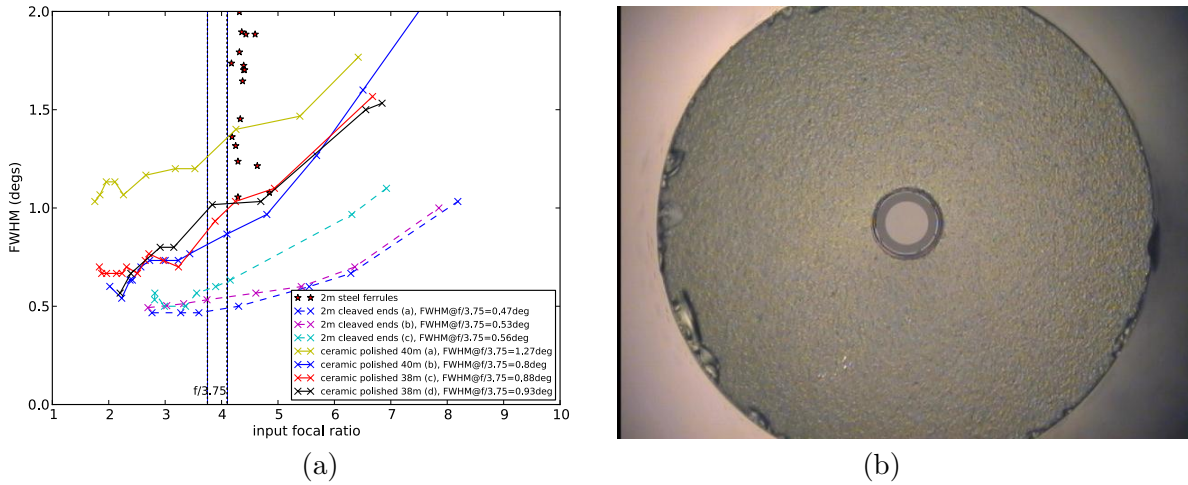 2.0
1.5
1.0
0.5
0.0
FWHM (degs)
1 2 3 4 5 6 7 8 9 10
input focal ratio
f/3.75
2m steel ferrules
2m cleaved ends (a), FWHM@f/3.75=0.47deg
2m cleaved ends (b), FWHM@f/3.75=0.53deg
2m cleaved ends (c), FWHM@f/3.75=0.56deg
ceramic polished 40m (a), FWHM@f/3.75=1.27deg
ceramic polished 40m (b), FWHM@f/3.75=0.8deg
ceramic polished 38m (c), FWHM@f/3.75=0.88deg
ceramic polished 38m (d), FWHM@f/3.75=0.93deg
(a)
(b)